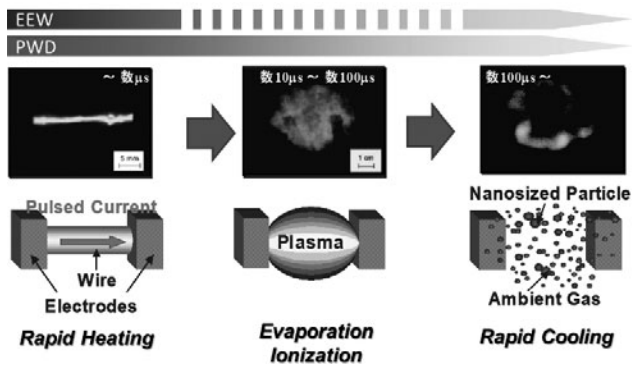 EEW
PWD
～ 数μs
数10μs ～ 数100μs
数100μs ～
5 mm
1 cm
Pulsed Current
Wire
Electrodes
Plasma
Nanosized Particle
Ambient Gas
Rapid Heating
Evaporation
Ionization
Rapid Cooling